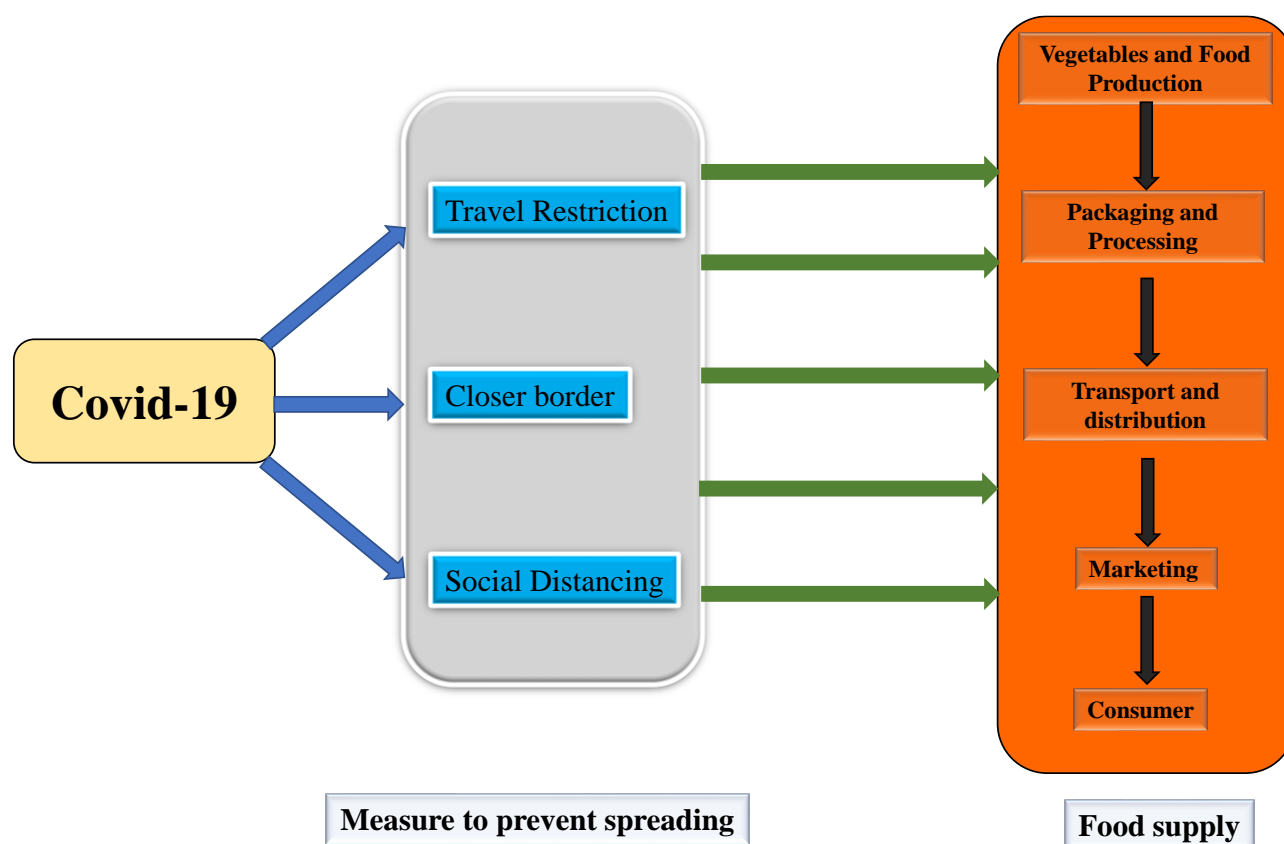 Covid-19
Travel Restriction
Closer border
Social Distancing
Measure to prevent spreading
Vegetables and Food
Production
Packaging and
Processing
Transport and
distribution
Marketing
Consumer
Food supply